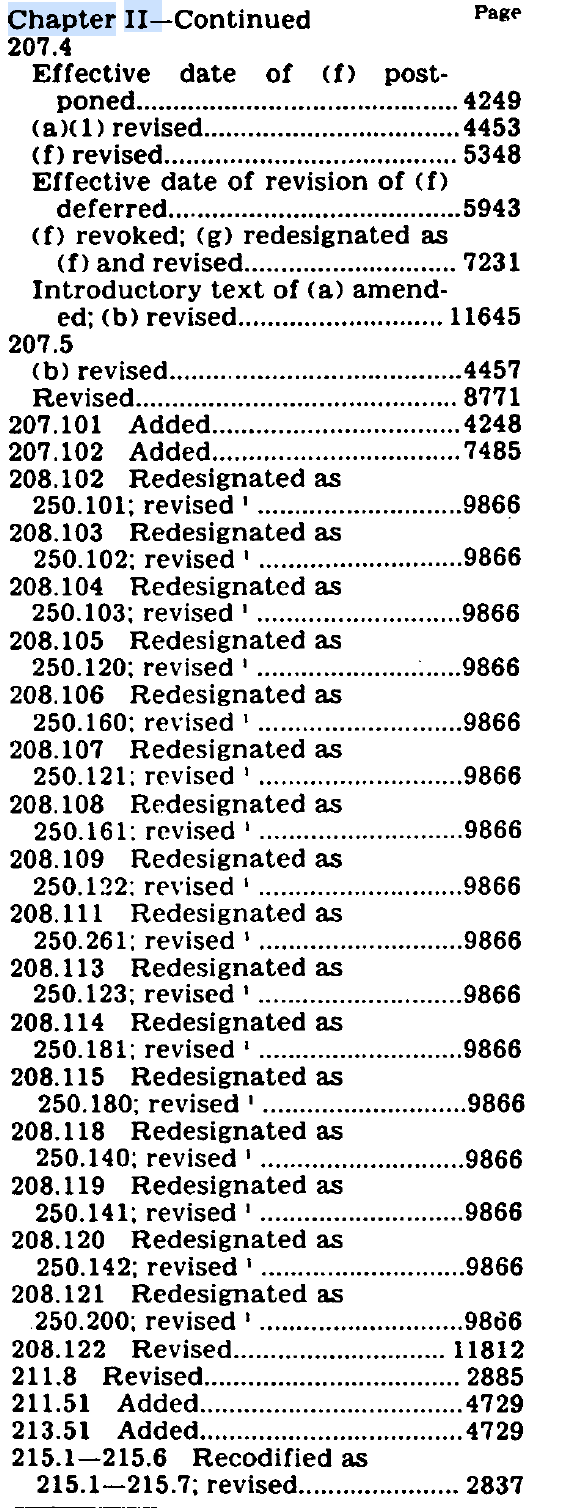 Chapter II—Continued Page
207.4
Effective date of (f) post-
poned............................................ 4249
(a)(1) revised...................................4453
(f) revised........................................ 5348
Effective date of revision of (f)
deferred........................................5943
(f) revoked; (g) redesignated as
(f) and revised............................. 7231
Introductory text of (a) amend-
ed; (b) revised............................ 11645
207.5
(b) revised........................................4457
Revised............................................ 8771
207.101 Added..................................4248
207.102 Added..................................7485
208.102 Redesignated as
250.101; revised ¹ ............................9866
208.103 Redesignated as
250.102; revised ¹ ............................9866
208.104 Redesignated as
250.103; revised ¹ ............................9866
208.105 Redesignated as
250.120; revised ¹ ............................9866
208.106 Redesignated as
250.160; revised ¹ ............................9866
208.107 Redesignated as
250.121; revised ¹ ............................9866
208.108 Redesignated as
250.161; revised ¹ ............................9866
208.109 Redesignated as
250.122; revised ¹ ............................9866
208.111 Redesignated as
250.261; revised ¹ ............................9866
208.113 Redesignated as
250.123; revised ¹ ............................9866
208.114 Redesignated as
250.181; revised ¹ ............................9866
208.115 Redesignated as
250.180; revised ¹ ............................9866
208.118 Redesignated as
250.140; revised ¹ ............................9866
208.119 Redesignated as
250.141; revised ¹ ............................9866
208.120 Redesignated as
250.142; revised ¹ ............................9866
208.121 Redesignated as
250.200; revised ¹ ............................9866
208.122 Revised............................. 11812
211.8 Revised................................... 2885
211.51 Added....................................4729
213.51 Added....................................4729
215.1—215.6 Recodified as
215.1—215.7; revised...................... 2837